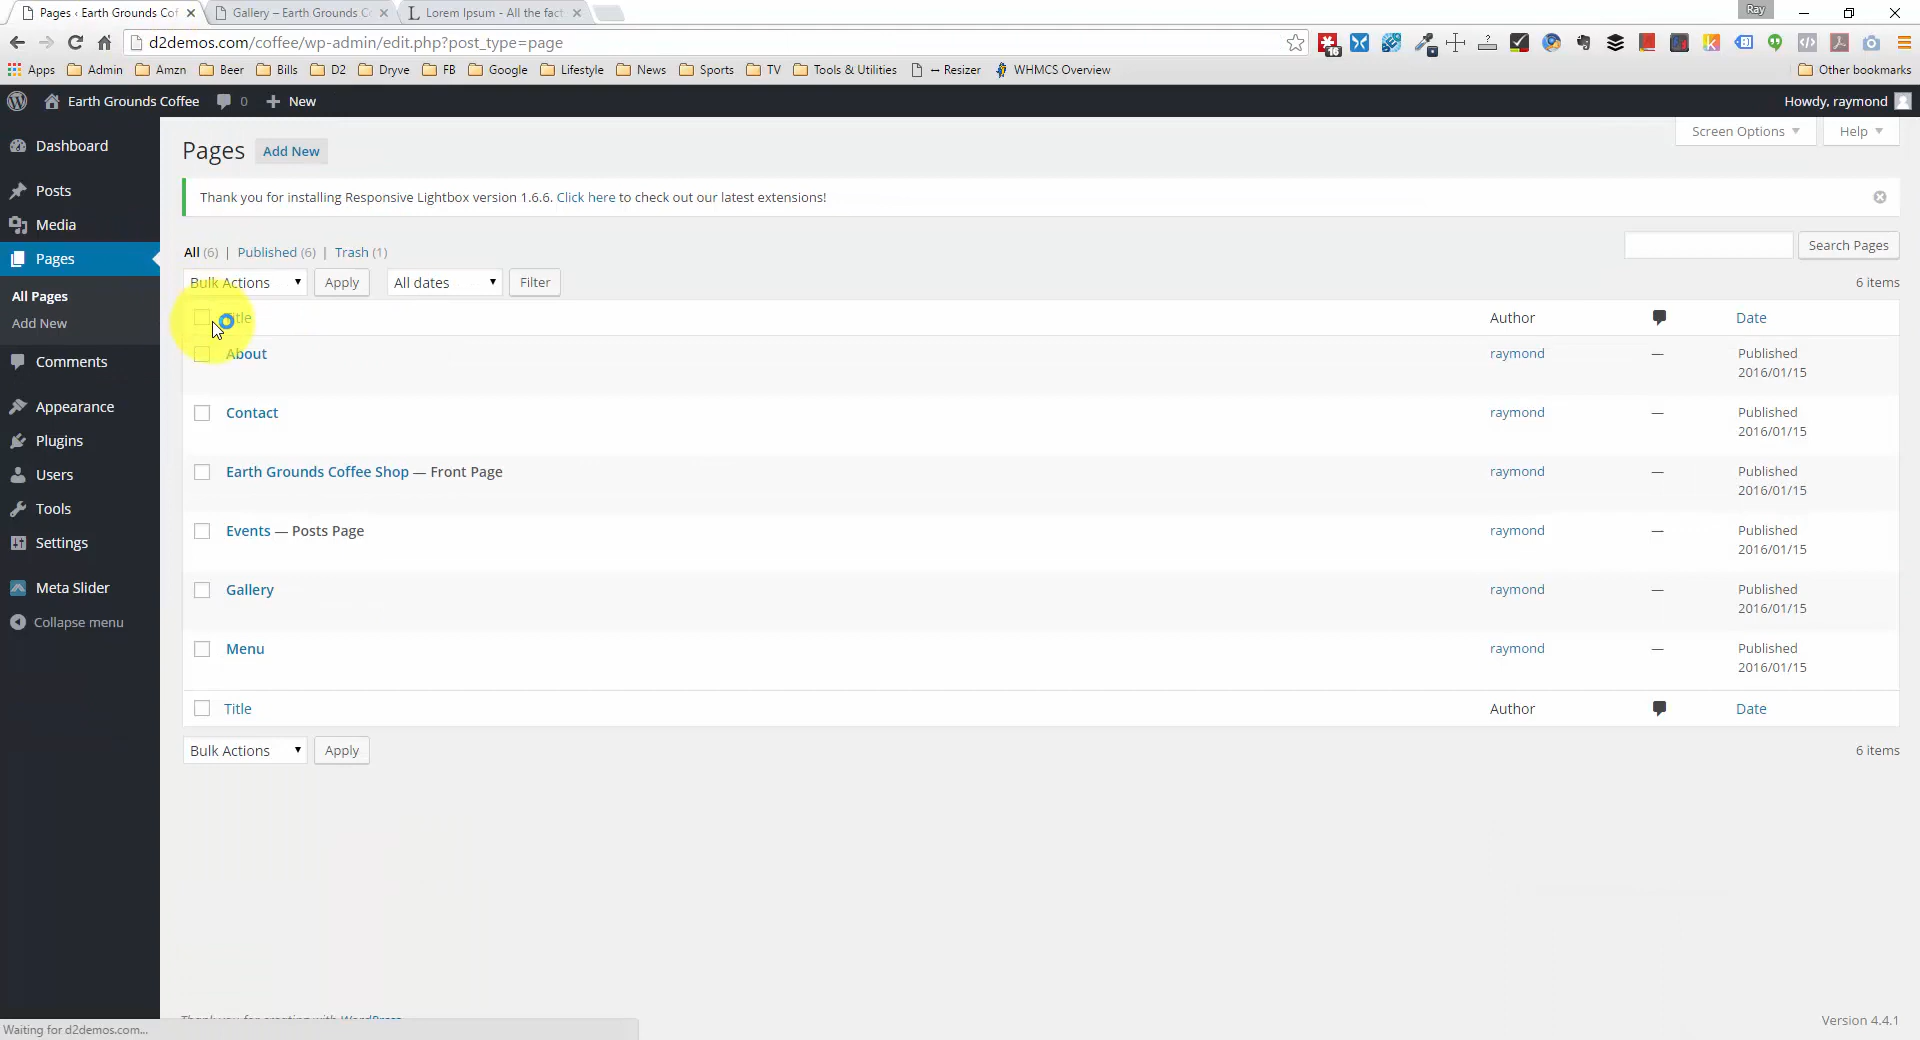 Pages ‹ Earth Grounds Cof
Gallery – Earth Grounds C
Lorem Ipsum - All the fact
Ray
d2demos.com/coffee/wp-admin/edit.php?post_type=page
16
Apps Admin Amzn Beer Bills D2 Dryve FB Google Lifestyle News Sports TV Tools & Utilities ↔ Resizer WHMCS Overview Other bookmarks
Earth Grounds Coffee 0 + New Howdy, raymond
Dashboard
Posts
Media
Pages
All Pages
Add New
Comments
Appearance
Plugins
Users
Tools
Settings
Meta Slider
Collapse menu
Screen Options ▼ Help ▼
Pages Add New
Thank you for installing Responsive Lightbox version 1.6.6. Click here to check out our latest extensions!
All (6) | Published (6) | Trash (1)
Search Pages
Bulk Actions Apply All dates Filter 6 items
Title Author Date
About raymond — Published
2016/01/15
Contact raymond — Published
2016/01/15
Earth Grounds Coffee Shop — Front Page raymond — Published
2016/01/15
Events — Posts Page raymond — Published
2016/01/15
Gallery raymond — Published
2016/01/15
Menu raymond — Published
2016/01/15
Title Author Date
Bulk Actions Apply 6 items
Thank you for creating with WordPress
Version 4.4.1
Waiting for d2demos.com...